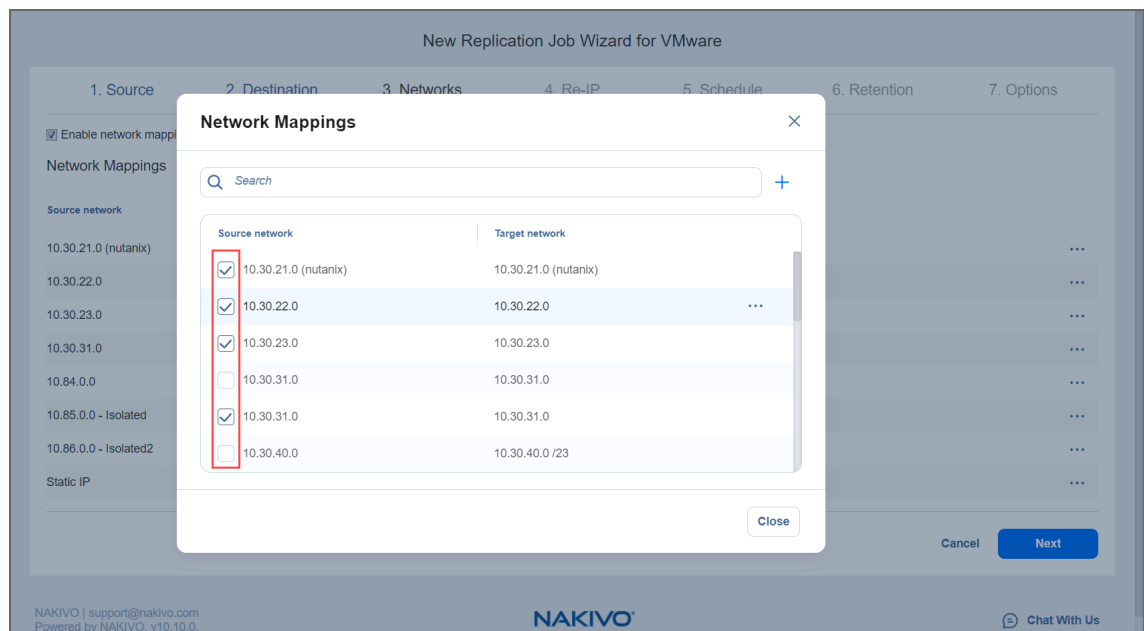 New Replication Job Wizard for VMware
1. Source 2. Destination 3. Networks 4. Re-IP 5. Schedule 6. Retention 7. Options
Network Mappings
Enable network mappi
Network Mappings
Search
Source network
Source network Target network
10.30.21.0 (nutanix)
10.30.21.0 (nutanix) 10.30.21.0 (nutanix)
10.30.22.0
10.30.22.0 10.30.22.0 ...
10.30.23.0
10.30.23.0 10.30.23.0
10.30.31.0
10.30.31.0 10.30.31.0
10.84.0.0
10.85.0.0 - Isolated
10.30.31.0 10.30.31.0
10.86.0.0 - Isolated2
10.30.40.0 10.30.40.0 /23
Static IP
Close
Cancel Next
NAKIVO | support@nakivo.com
Powered by NAKIVO. v10.10.0.
NAKIVO®
Chat With Us